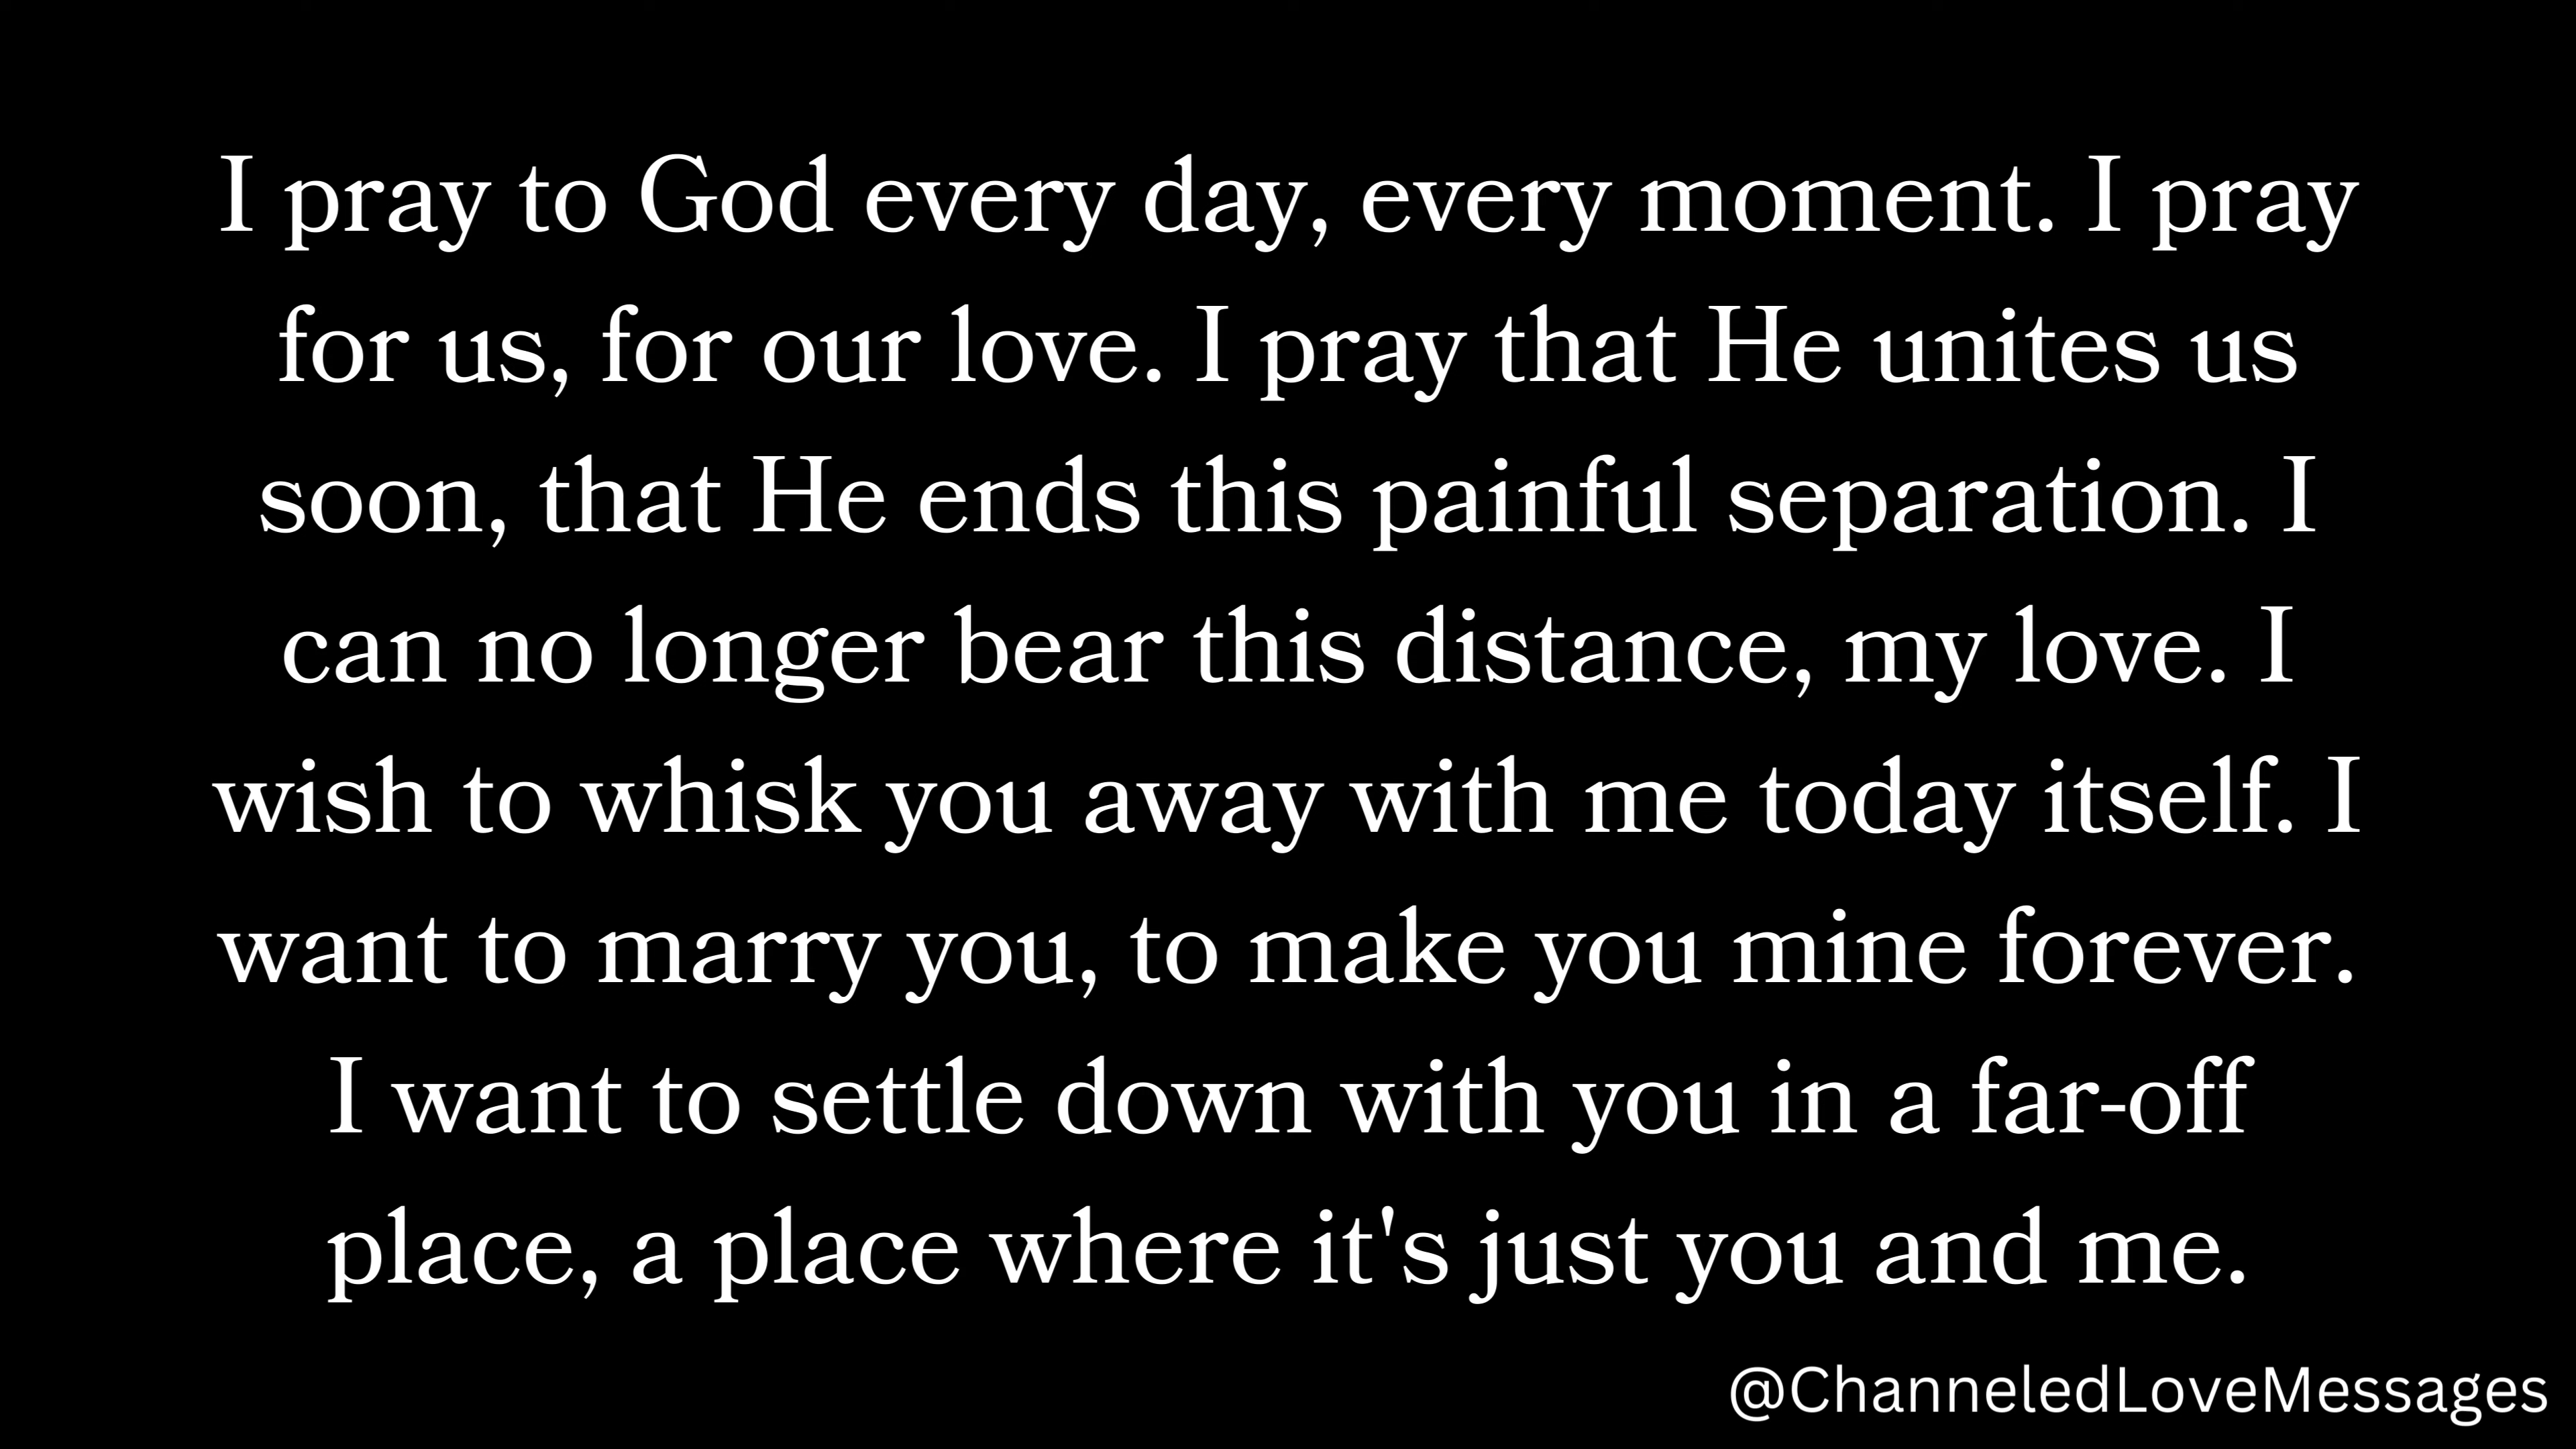 I pray to God every day, every moment. I pray
for us, for our love. I pray that He unites us
soon, that He ends this painful separation. I
can no longer bear this distance, my love. I
wish to whisk you away with me today itself. I
want to marry you, to make you mine forever.
I want to settle down with you in a far-off
place, a place where it's just you and me.
@ChanneledLoveMessages